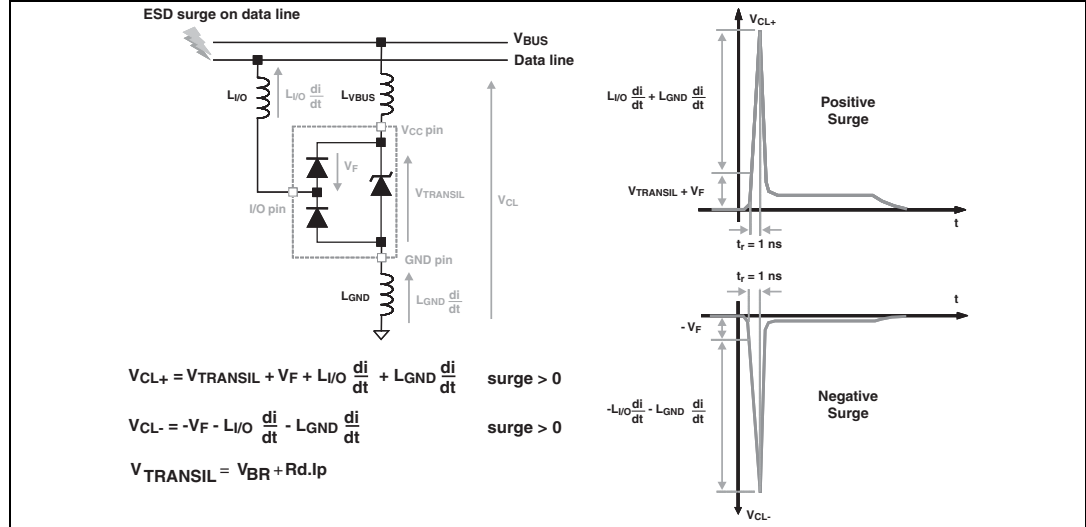 ESD surge on data line
VBUS
Data line
LI/O
LI/O di/dt
LVBUS
VCC pin
VF
VTRANSIL
VCL
I/O pin
GND pin
LGND
LGND di/dt
VCL+ = VTRANSIL + VF + LI/O di/dt + LGND di/dt surge > 0
VCL- = -VF - LI/O di/dt - LGND di/dt surge > 0
VTRANSIL = VBR + Rd.Ip
VCL+
LI/O di/dt + LGND di/dt
Positive
Surge
VTRANSIL + VF
t
tr = 1 ns
tr = 1 ns
t
- VF
-LI/O di/dt - LGND di/dt
Negative
Surge
VCL-